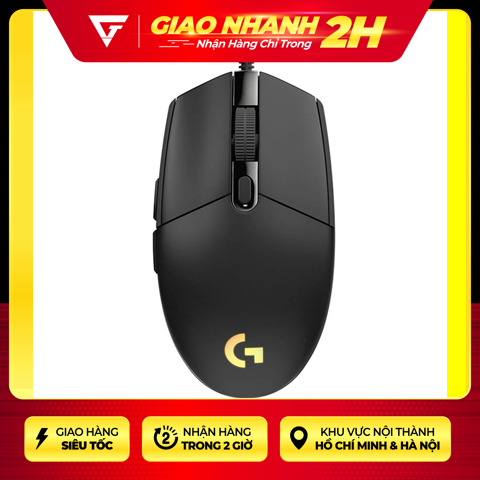 GIAO NHANH 2H
Nhận Hàng Chỉ Trong
G
GIAO HÀNG
SIÊU TỐC
2
NHẬN HÀNG
TRONG 2 GIỜ
KHU VỰC NỘI THÀNH
HỒ CHÍ MINH & HÀ NỘI